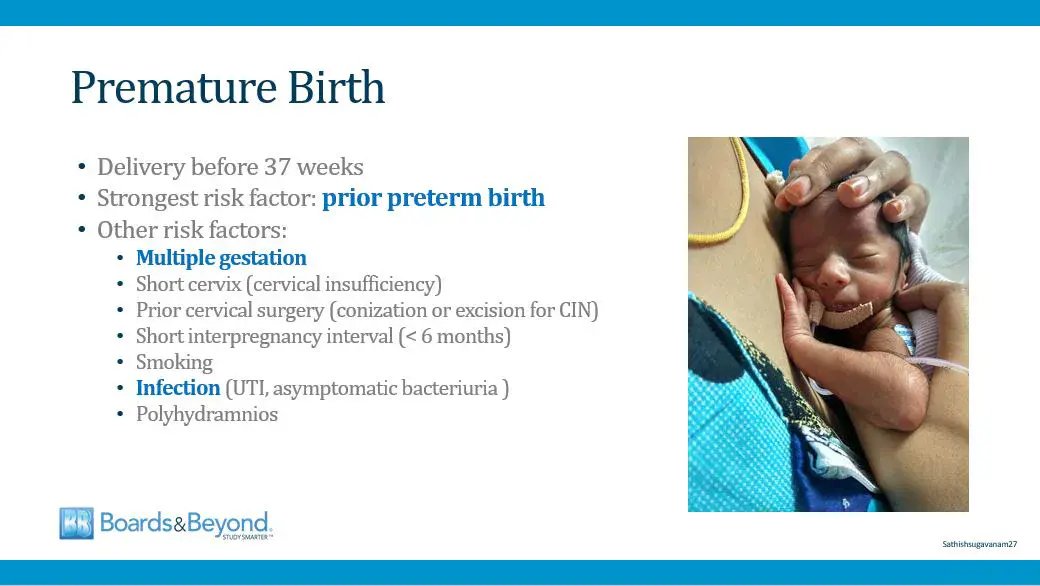 Premature Birth
• Delivery before 37 weeks
• Strongest risk factor: prior preterm birth
• Other risk factors:
• Multiple gestation
• Short cervix (cervical insufficiency)
• Prior cervical surgery (conization or excision for CIN)
• Short interpregnancy interval (< 6 months)
• Smoking
• Infection (UTI, asymptomatic bacteriuria )
• Polyhydramnios
BB Boards&Beyond.
STUDY SMARTER™
Sathishsugavanam27